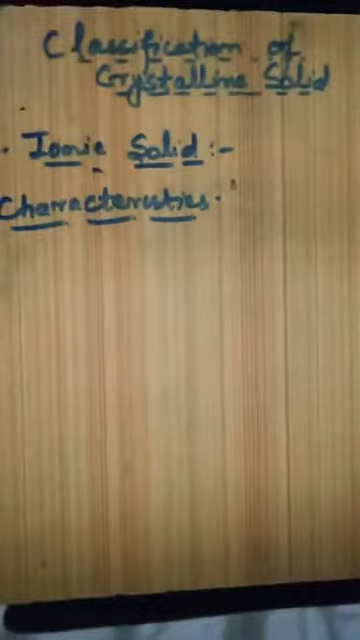 Classification of
Crystalline Solid
. Ionic Solid :-
Characteristics.